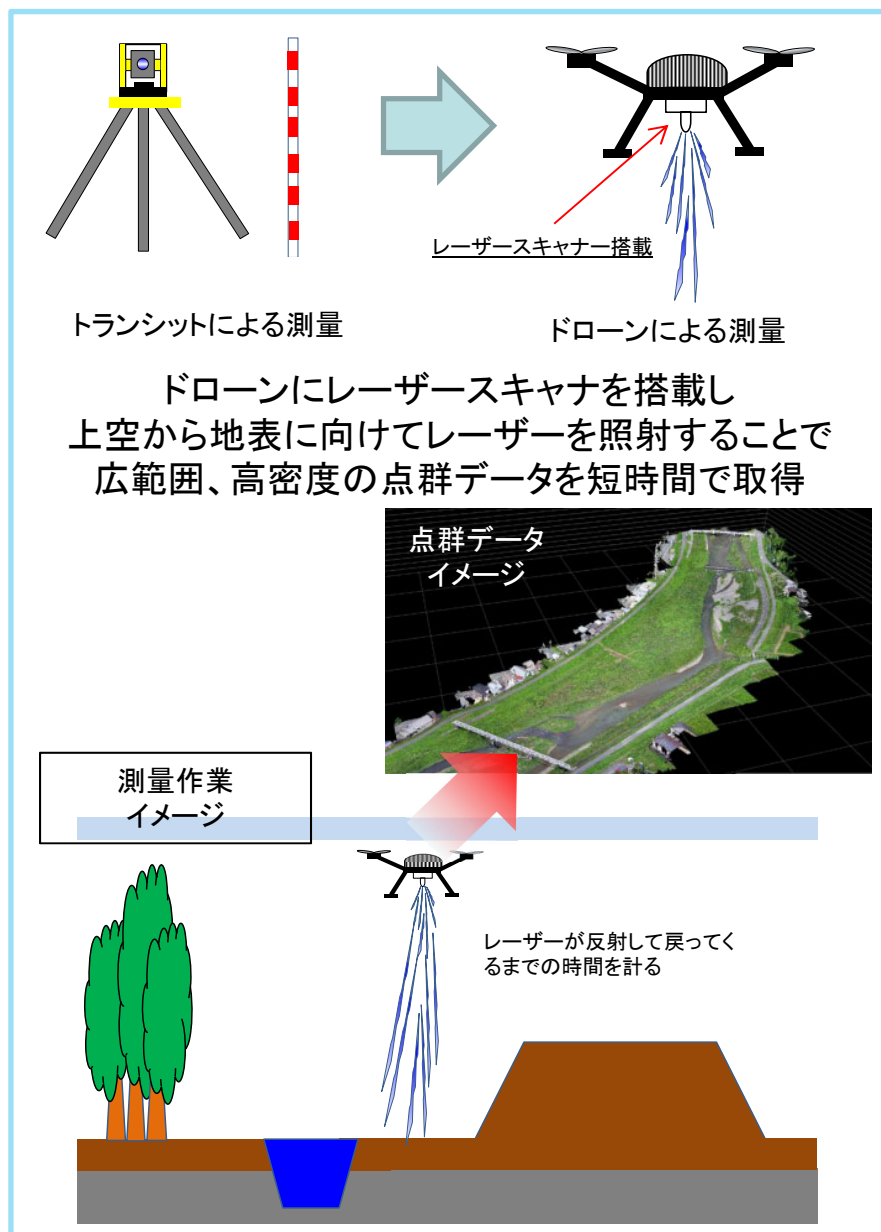 レーザースキャナー搭載
トランシットによる測量
ドローンによる測量
ドローンにレーザースキャナを搭載し
上空から地表に向けてレーザーを照射することで
広範囲、高密度の点群データを短時間で取得
点群データ
イメージ
測量作業
イメージ
レーザーが反射して戻ってく
るまでの時間を計る